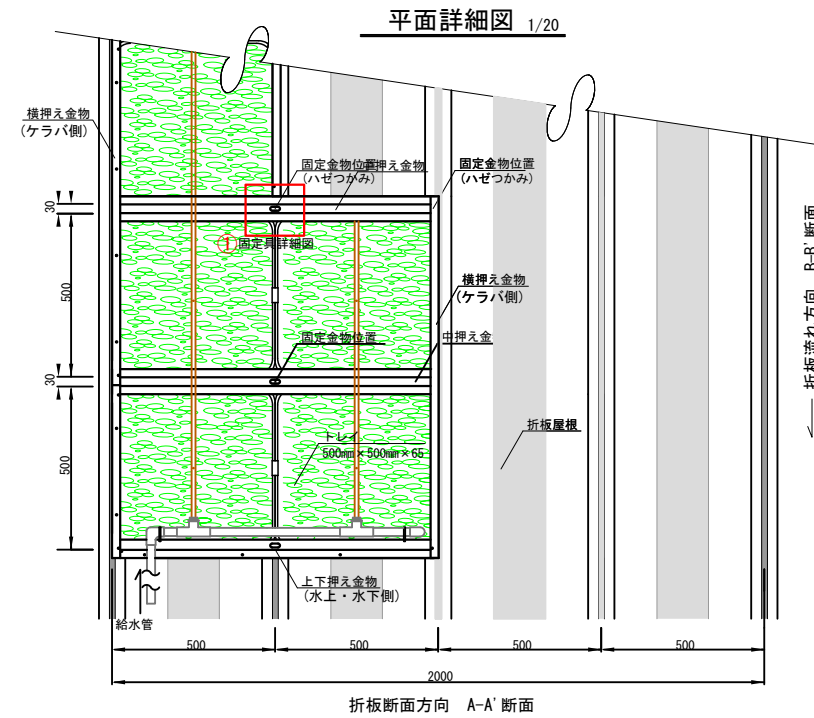 平面詳細図 1/20
横押え金物
(ケラバ側)
固定金物位置
(ハゼつかみ)
中押え金物
固定金物位置
(ハゼつかみ)
30
①固定具詳細図
500
横押え金物
(ケラバ側)
固定金物位置
中押え金
30
トレイ
500mm×500mm×65
折板屋根
500
上下押え金物
(水上・水下側)
給水管
500
500
500
500
2000
折板断面方向 A-A'断面
折板流れ方向 B-B'断面